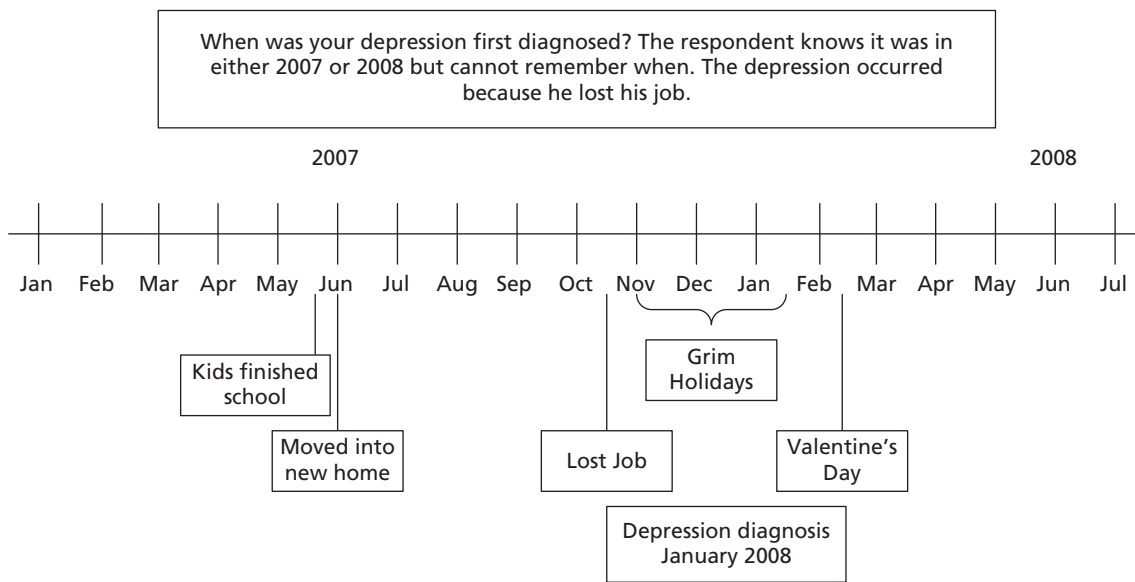 When was your depression first diagnosed? The respondent knows it was in
either 2007 or 2008 but cannot remember when. The depression occurred
because he lost his job.
2007 2008
Jan Feb Mar Apr May Jun Jul Aug Sep Oct Nov Dec Jan Feb Mar Apr May Jun Jul
Kids finished
school
Grim
Holidays
Moved into
new home
Lost Job
Valentine's
Day
Depression diagnosis
January 2008